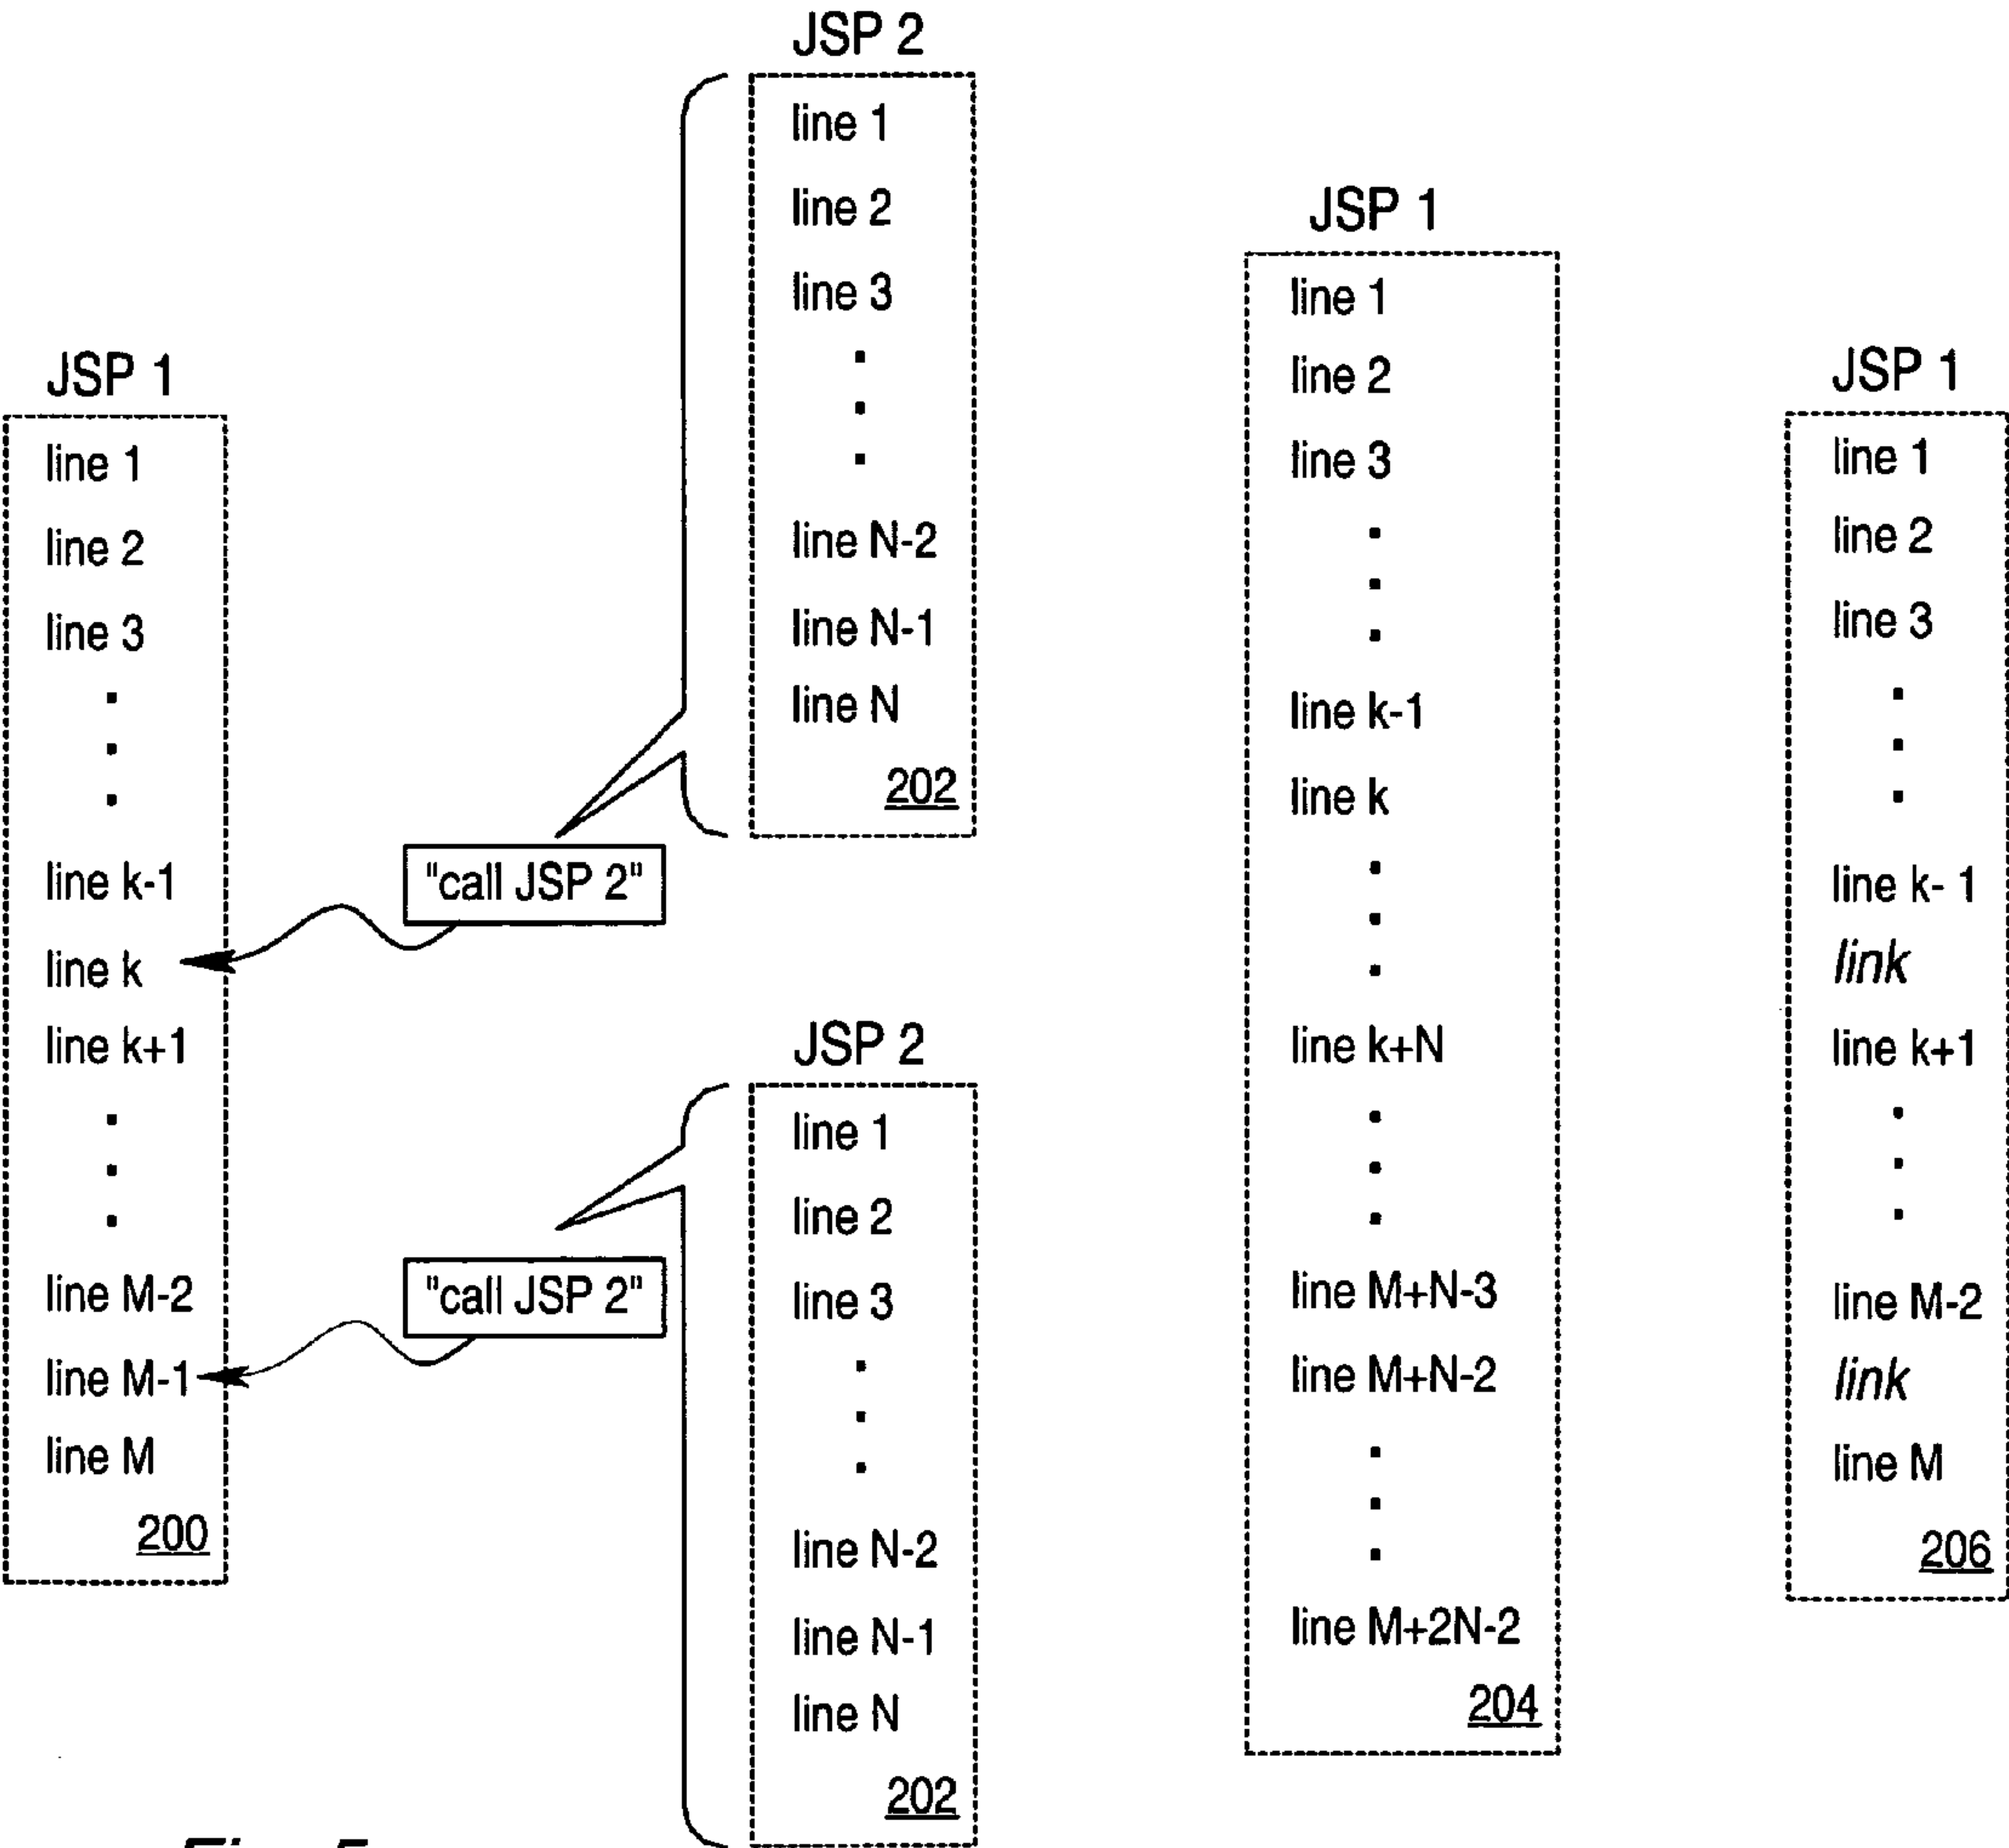 JSP 1
line 1
line 2
line 3
line k-1
line k
line k+1
line M-2
line M-1
line M
200
"call JSP 2"
"call JSP 2"
JSP 2
line 1
line 2
line 3
line N-2
line N-1
line N
202
JSP 2
line 1
line 2
line 3
line N-2
line N-1
line N
202
JSP 1
line 1
line 2
line 3
line k-1
line k
line k+N
line M+N-3
line M+N-2
line M+2N-2
204
JSP 1
line 1
line 2
line 3
line k- 1
link
line k+1
line M-2
link
line M
206